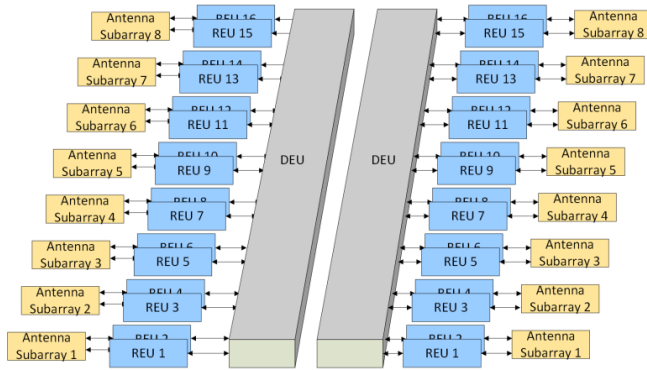 Antenna
Subarray 8
REU 16
REU 15
Antenna
Subarray 7
REU 14
REU 13
Antenna
Subarray 6
REU 12
REU 11
Antenna
Subarray 5
REU 10
REU 9
Antenna
Subarray 4
REU 8
REU 7
Antenna
Subarray 3
REU 6
REU 5
Antenna
Subarray 2
REU 4
REU 3
Antenna
Subarray 1
REU 2
REU 1
DEU
DEU
REU 16
REU 15
Antenna
Subarray 8
REU 14
REU 13
Antenna
Subarray 7
REU 12
REU 11
Antenna
Subarray 6
REU 10
REU 9
Antenna
Subarray 5
REU 8
REU 7
Antenna
Subarray 4
REU 6
REU 5
Antenna
Subarray 3
REU 4
REU 3
Antenna
Subarray 2
REU 2
REU 1
Antenna
Subarray 1